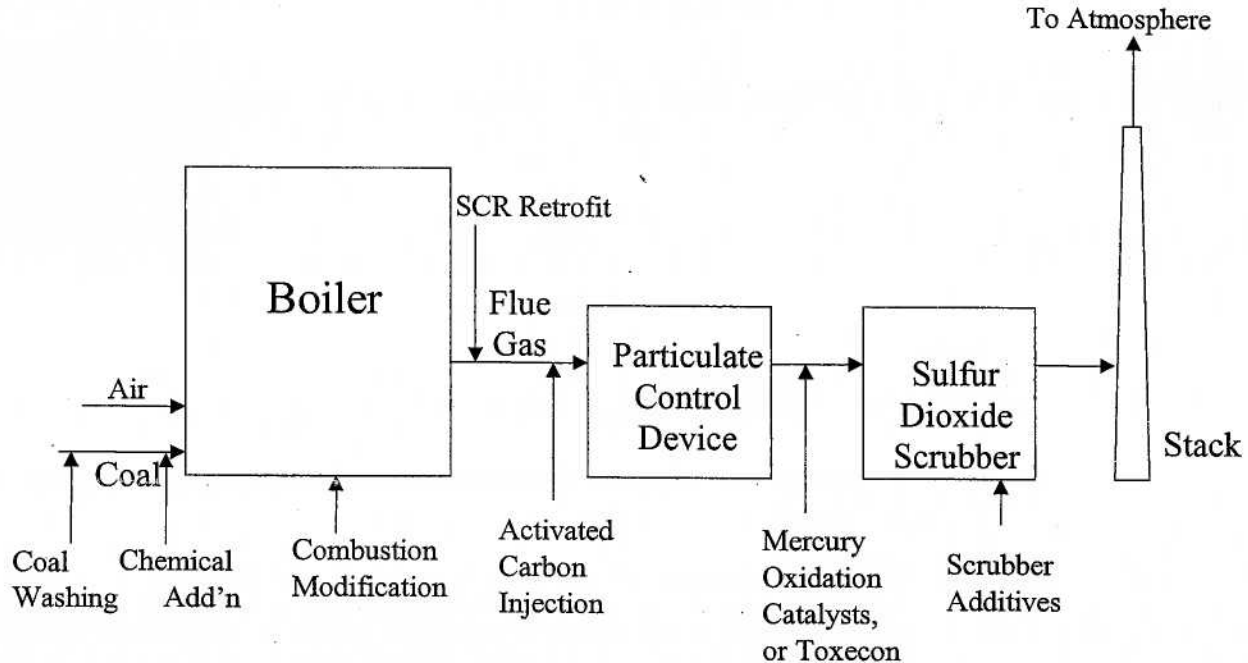 To Atmosphere
SCR Retrofit
Boiler
Flue
Gas
Particulate
Control
Device
Sulfur
Dioxide
Scrubber
Stack
Air
Coal
Coal
Washing
Chemical
Add'n
Combustion
Modification
Activated
Carbon
Injection
Mercury
Oxidation
Catalysts,
or Toxecon
Scrubber
Additives